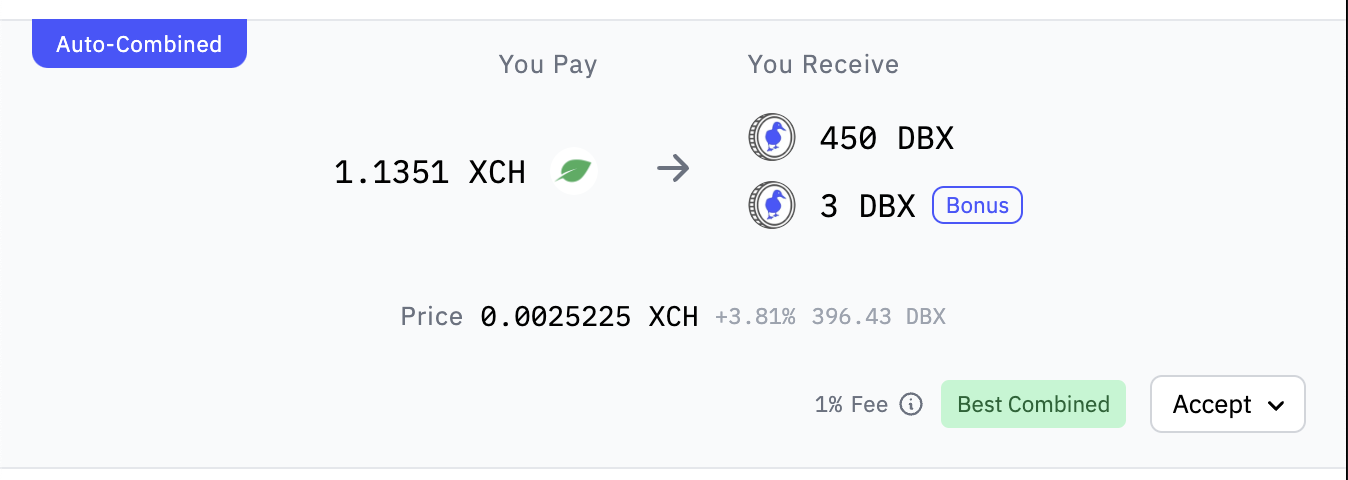 Auto-Combined
You Pay
You Receive
1.1351 XCH
450 DBX
3 DBX Bonus
Price 0.0025225 XCH +3.81% 396.43 DBX
1% Fee Best Combined Accept